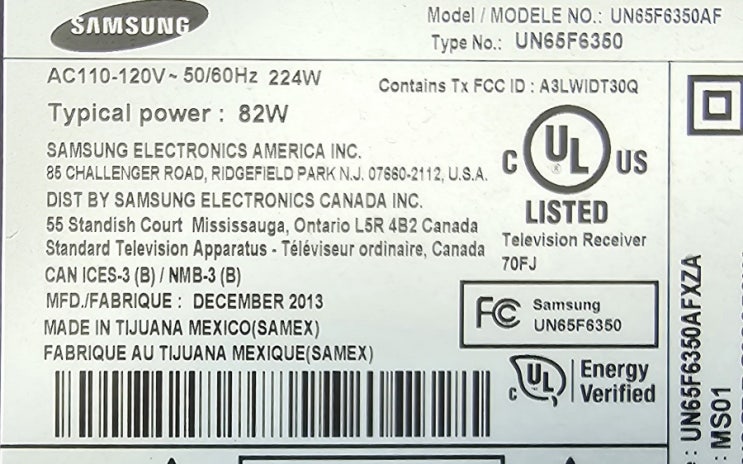 SAMSUNG
Model / MODELE NO.: UN65F6350AF
Type No.: UN65F6350
AC110-120V~ 50/60Hz 224W
Contains Tx FCC ID : A3LWIDT30Q
Typical power : 82W
SAMSUNG ELECTRONICS AMERICA INC.
85 CHALLENGER ROAD, RIDGEFIELD PARK N.J. 07660-2112, U.S.A.
DIST BY SAMSUNG ELECTRONICS CANADA INC.
55 Standish Court Mississauga, Ontario L5R 4B2 Canada
Standard Television Apparatus - Téléviseur ordinaire, Canada
CAN ICES-3 (B) / NMB-3 (B)
MFD./FABRIQUE : DECEMBER 2013
MADE IN TIJUANA MEXICO(SAMEX)
FABRIQUE AU TIJUANA MEXIQUE(SAMEX)
C UL ® US
LISTED
Television Receiver
70FJ
FC Samsung
UN65F6350
C UL Energy
Verified
: UN65F6350AFXZA
: MS01